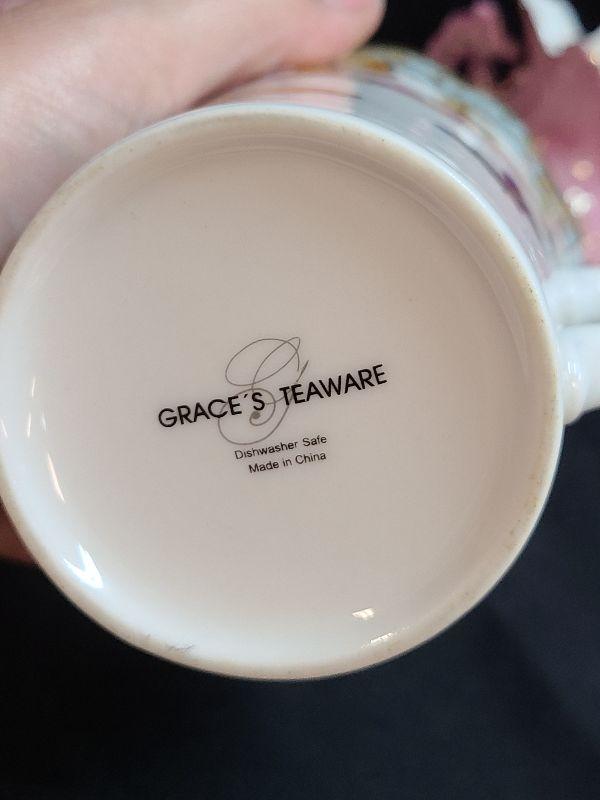 G
GRACE´S TEAWARE
Dishwasher Safe
Made in China